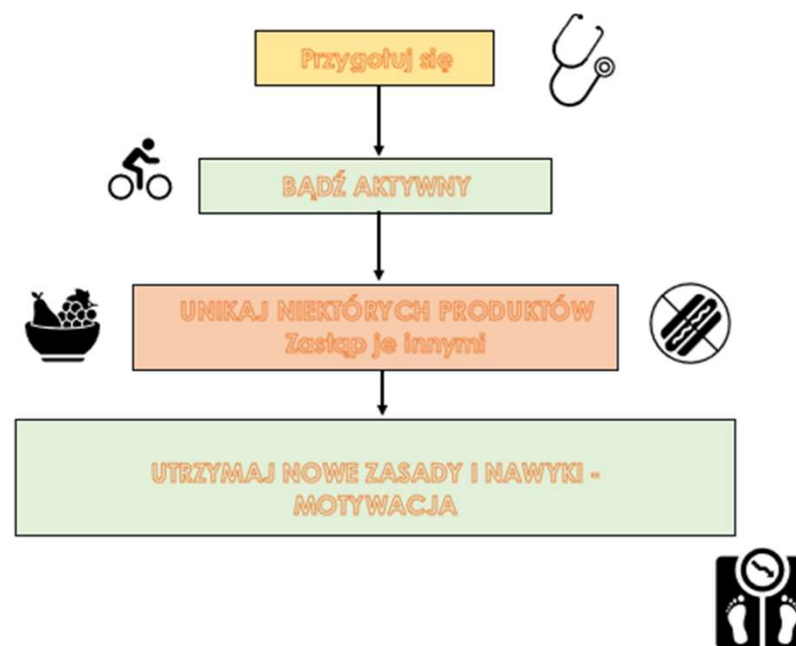 Przygotuj się
BĄDŹ AKTYWNY
UNIKAJ NIEKTÓRYCH PRODUKTÓW
Zastąp je innymi
UTRZYMAJ NOWE ZASADY I NAWYKI -
MOTYWACJA